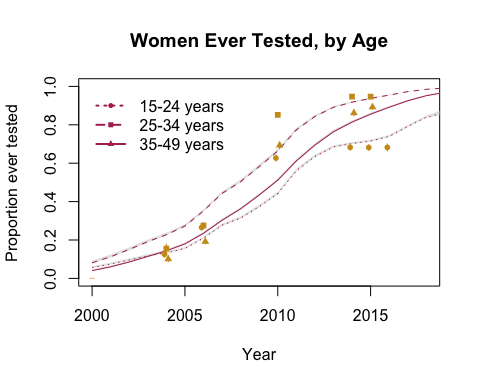 Women Ever Tested, by Age
Proportion ever tested
1.0
0.8
0.6
0.4
0.2
0.0
15-24 years
25-34 years
35-49 years
2000 2005 2010 2015
Year